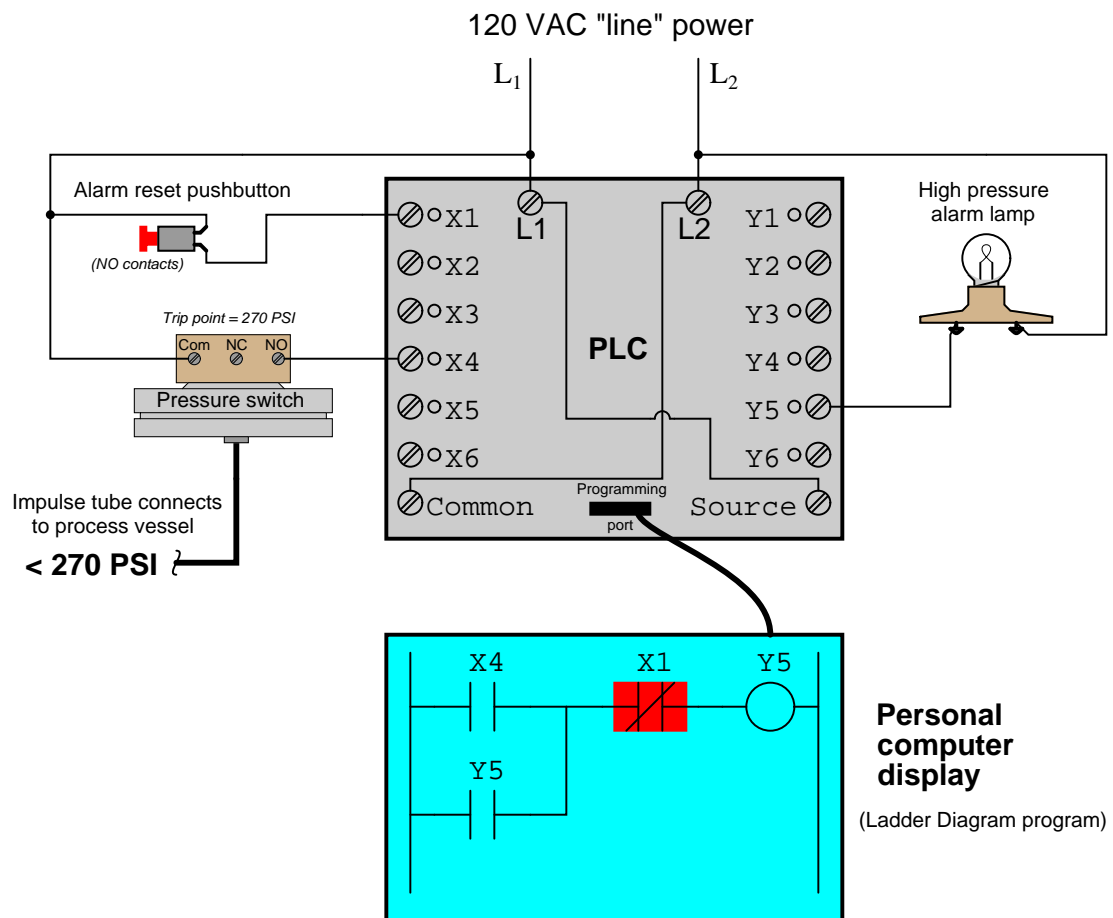 120 VAC "line" power
L1
L2
Alarm reset pushbutton
(NO contacts)
High pressure
alarm lamp
X1
L1
L2
Y1
X2
Y2
X3
Y3
Trip point = 270 PSI
Com NC NO
X4
PLC
Y4
Pressure switch
X5
Y5
X6
Y6
Impulse tube connects
to process vessel
< 270 PSI
Common
Programming
port
Source
X4
X1
Y5
Y5
Personal
computer
display
(Ladder Diagram program)